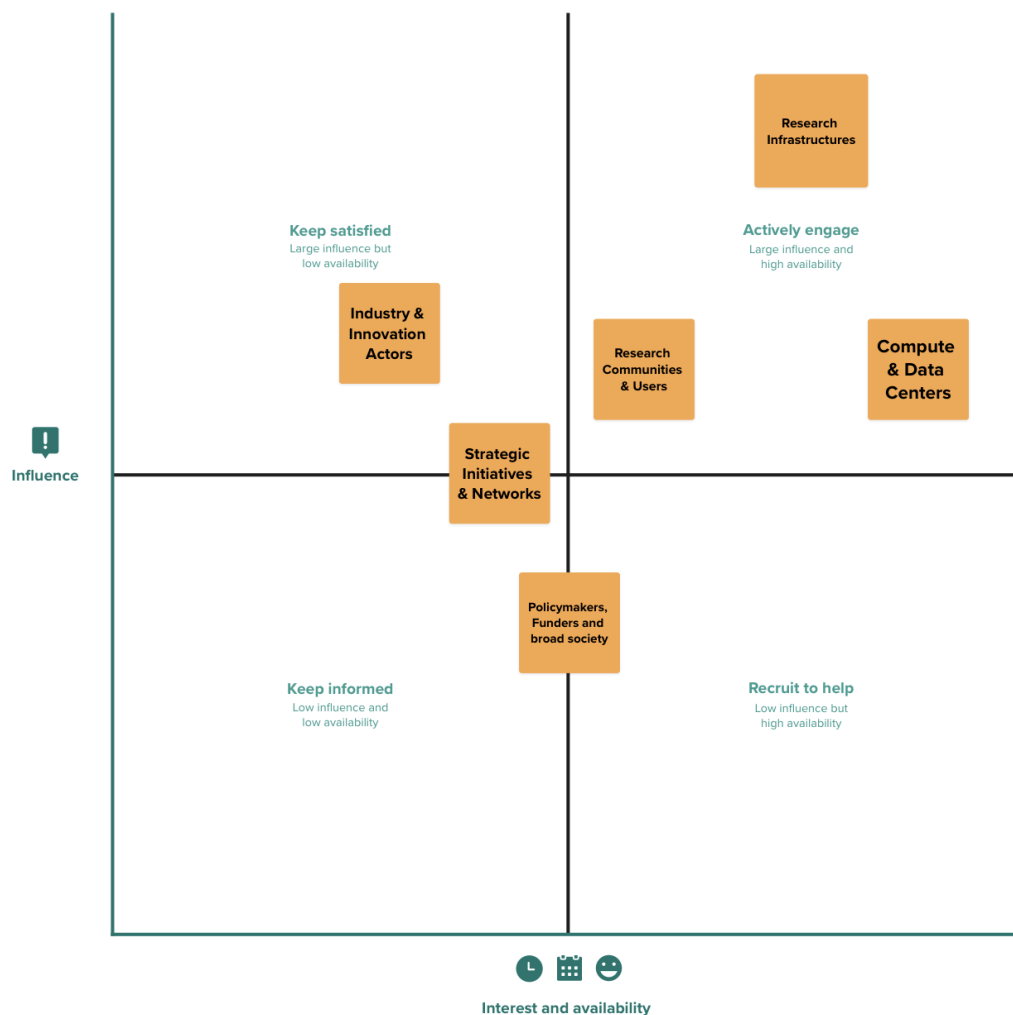 Research
Infrastructures
Keep satisfied
Large influence but
low availability
Actively engage
Large influence and
high availability
Industry &
Innovation
Actors
Research
Communities
& Users
Compute
& Data
Centers
Strategic
Initiatives
& Networks
Influence
Policymakers,
Funders and
broad society
Keep informed
Low influence and
low availability
Recruit to help
Low influence but
high availability
Interest and availability